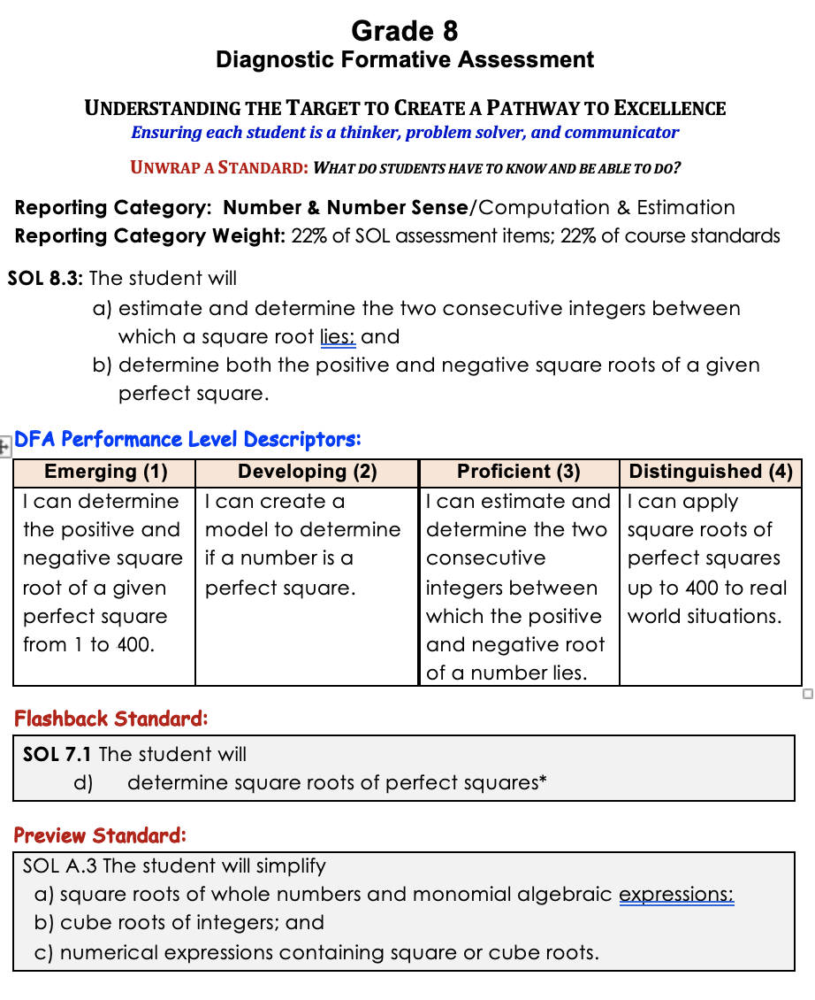 Grade 8
Diagnostic Formative Assessment
UNDERSTANDING THE TARGET TO CREATE A PATHWAY TO EXCELLENCE
Ensuring each student is a thinker, problem solver, and communicator
UNWRAP A STANDARD: WHAT DO STUDENTS HAVE TO KNOW AND BE ABLE TO DO?
Reporting Category: Number & Number Sense/Computation & Estimation
Reporting Category Weight: 22% of SOL assessment items; 22% of course standards
SOL 8.3: The student will
a) estimate and determine the two consecutive integers between
which a square root lies; and
b) determine both the positive and negative square roots of a given
perfect square.
DFA Performance Level Descriptors:
Emerging (1)
I can determine
the positive and
negative square
root of a given
perfect square
from 1 to 400.
Developing (2)
I can create a
model to determine
if a number is a
perfect square.
Proficient (3)
I can estimate and
determine the two
consecutive
integers between
which the positive
and negative root
of a number lies.
Distinguished (4)
I can apply
square roots of
perfect squares
up to 400 to real
world situations.
Flashback Standard:
SOL 7.1 The student will
d) determine square roots of perfect squares*
Preview Standard:
SOL A.3 The student will simplify
a) square roots of whole numbers and monomial algebraic expressions;
b) cube roots of integers; and
c) numerical expressions containing square or cube roots.